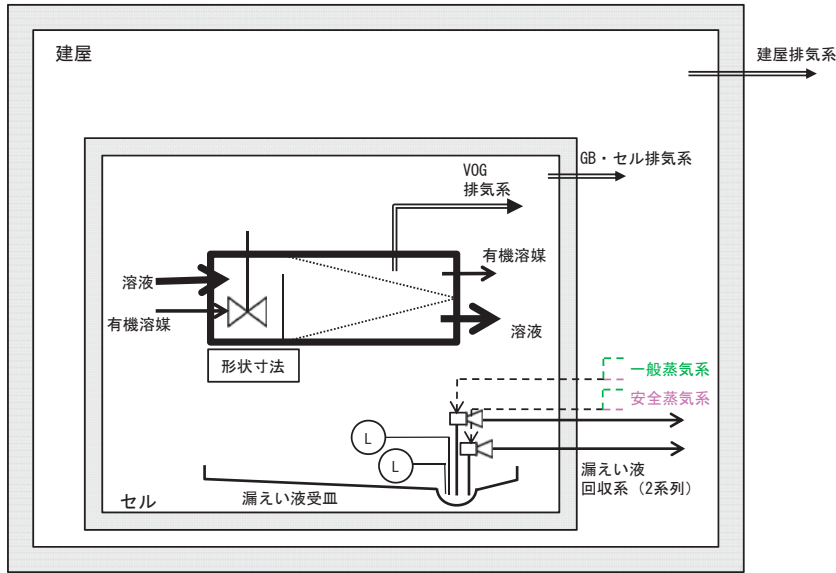 建屋
建屋排気系
GB・セル排気系
VOG
排気系
溶液
有機溶媒
有機溶媒
溶液
形状寸法
一般蒸気系
安全蒸気系
L
L
漏えい液
回収系（2系列）
漏えい液受皿
セル